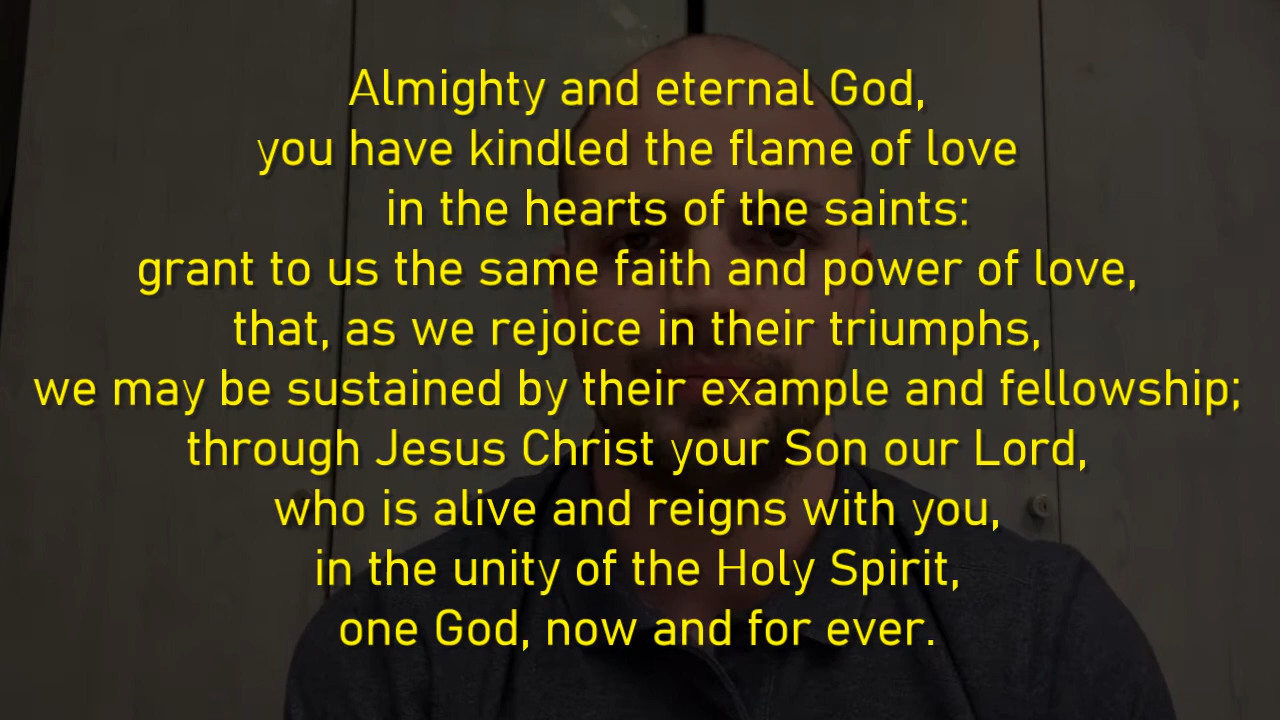 Almighty and eternal God,
you have kindled the flame of love
in the hearts of the saints:
grant to us the same faith and power of love,
that, as we rejoice in their triumphs,
we may be sustained by their example and fellowship;
through Jesus Christ your Son our Lord,
who is alive and reigns with you,
in the unity of the Holy Spirit,
one God, now and for ever.